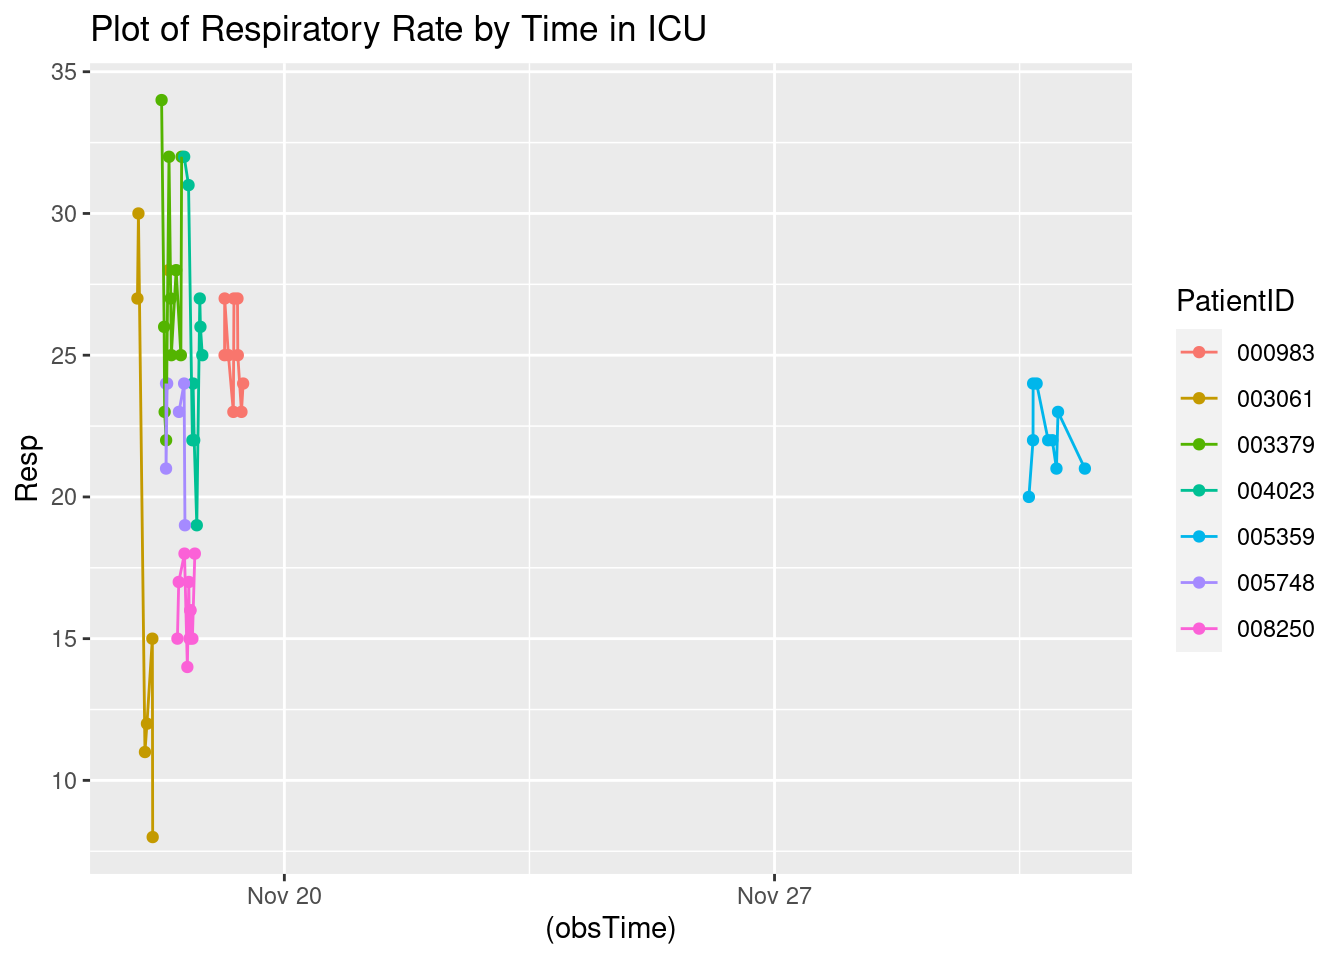 Plot of Respiratory Rate by Time in ICU
35
30
25
20
15
10
Resp
Nov 20
Nov 27
(obsTime)
PatientID
000983
003061
003379
004023
005359
005748
008250